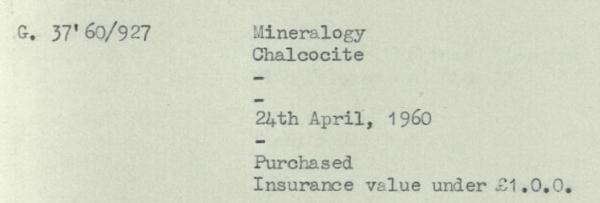 G. 37'60/927 Mineralogy
Chalcocite
-
-
24th April, 1960
-
Purchased
Insurance value under £1.0.0.